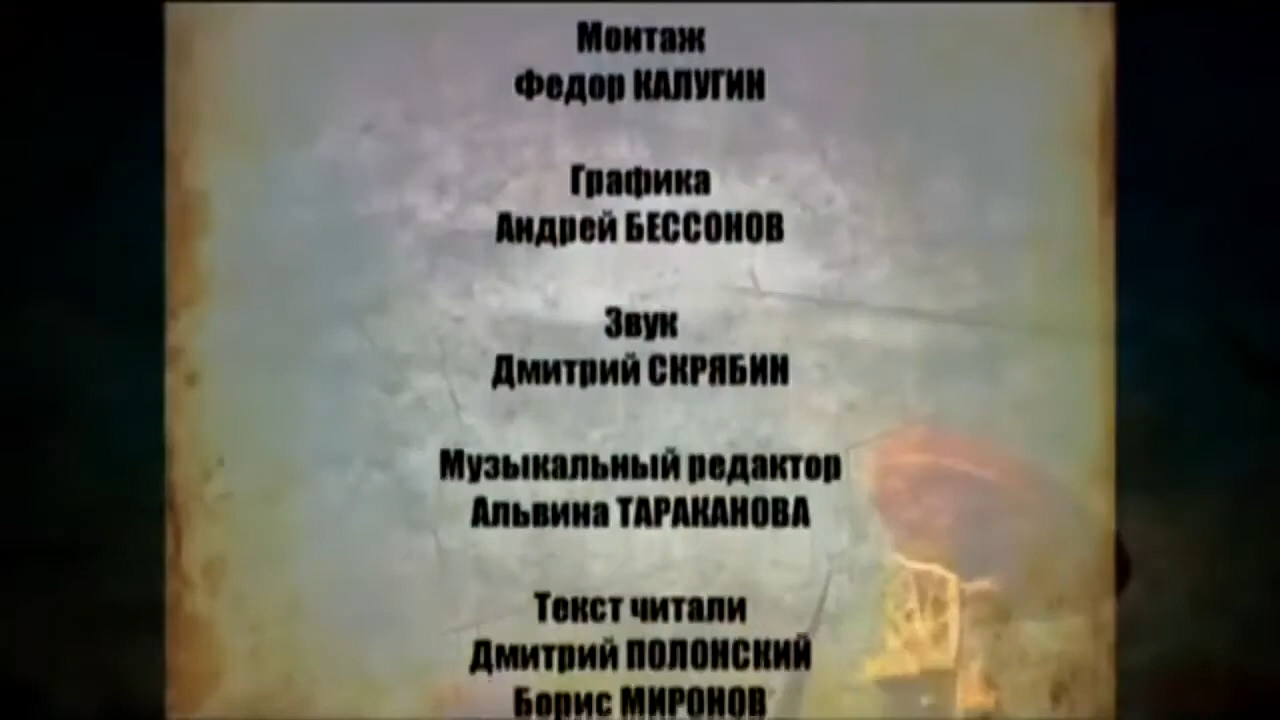 Монтаж
Федор КАЛУГИН
Графика
Андрей БЕССОНОВ
Звук
Дмитрий СКРЯБИН
Музыкальный редактор
Альвина ТАРАКАНОВА
Текст читали
Дмитрий ПОЛОНСКИЙ
Борис МИРОНОВ